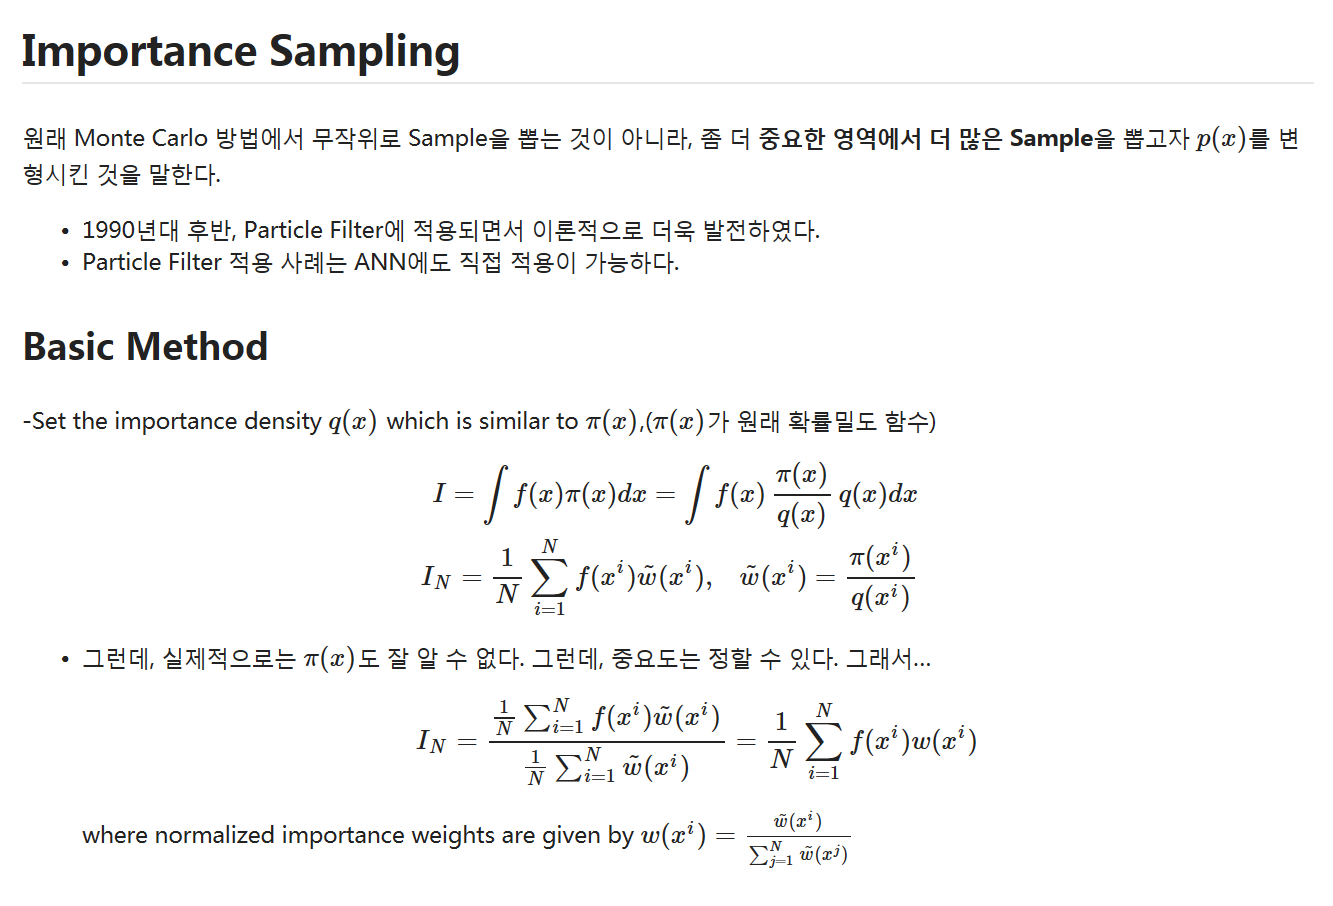 Importance Sampling
원래 Monte Carlo 방법에서 무작위로 Sample을 뽑는 것이 아니라, 좀 더 중요한 영역에서 더 많은 Sample을 뽑고자 p(x)를 변
형시킨 것을 말한다.
• 1990년대 후반, Particle Filter에 적용되면서 이론적으로 더욱 발전하였다.
• Particle Filter 적용 사례는 ANN에도 직접 적용이 가능하다.
Basic Method
-Set the importance density q(x) which is similar to π(x),(π(x)가 원래 확률밀도 함수)
I = ∫ f(x)π(x)dx = ∫ f(x) \frac{π(x)}{q(x)} q(x)dx
I_N = \frac{1}{N} \sum_{i=1}^{N} f(x^i)\tilde{w}(x^i), \tilde{w}(x^i) = \frac{π(x^i)}{q(x^i)}
• 그런데, 실제적으로는 π(x)도 잘 알 수 없다. 그런데, 중요도는 정할 수 있다. 그래서...
I_N = \frac{\frac{1}{N} \sum_{i=1}^{N} f(x^i)\tilde{w}(x^i)}{\frac{1}{N} \sum_{i=1}^{N} \tilde{w}(x^i)} = \frac{1}{N} \sum_{i=1}^{N} f(x^i)w(x^i)
where normalized importance weights are given by w(x^i) = \frac{\tilde{w}(x^i)}{\sum_{j=1}^{N} \tilde{w}(x^j)}